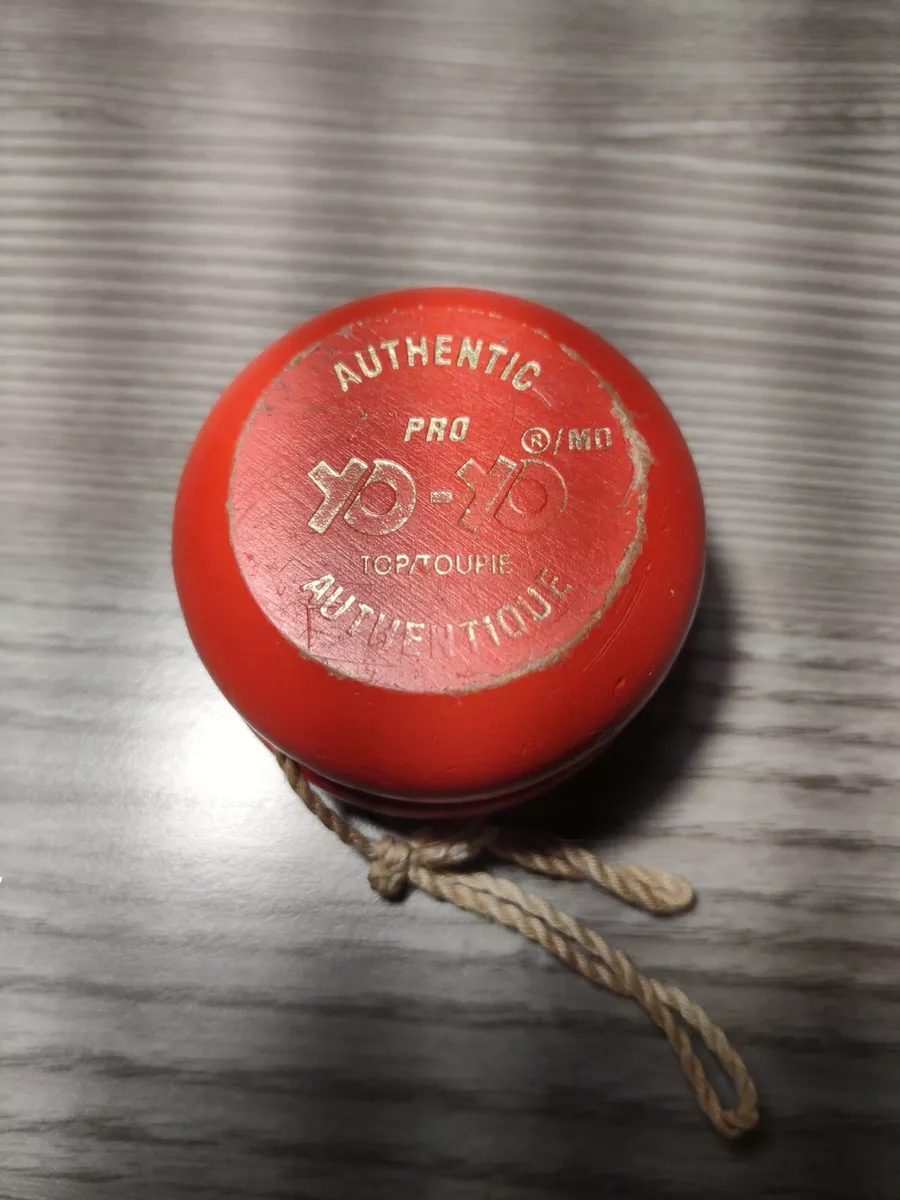 AUTHENTIC
PRO
®/MD
YO-YO
TOP/TOUPIE
AUTHENTIQUE